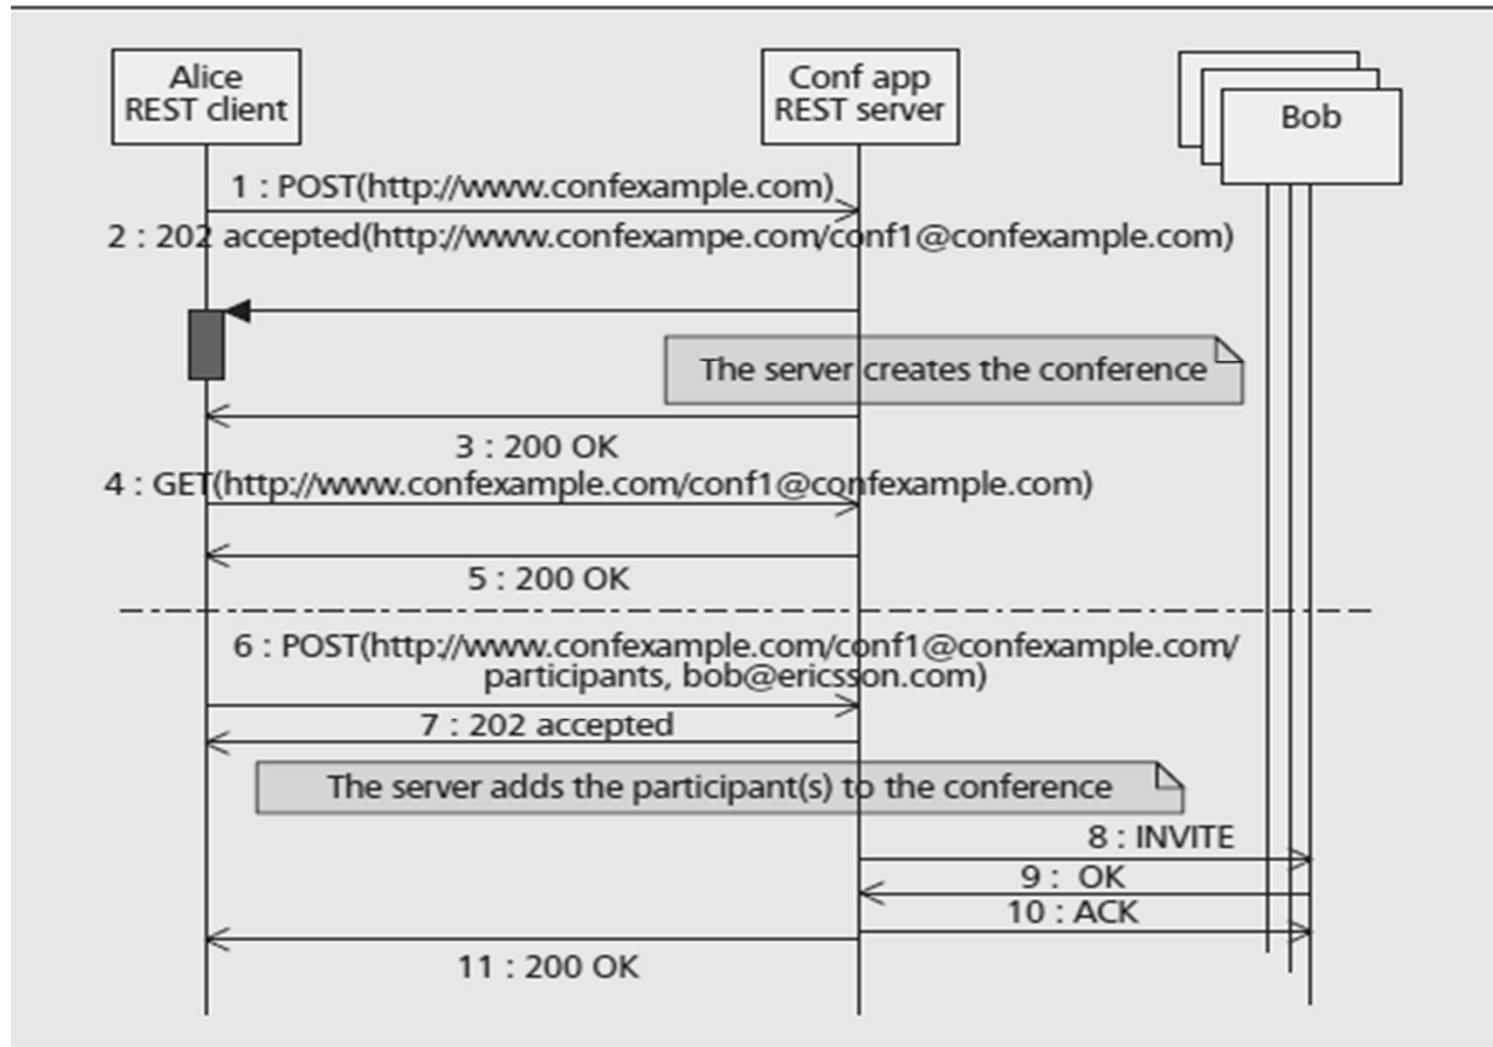 Alice
REST client
Conf app
REST server
Bob
1 : POST(http://www.confexample.com)
2 : 202 accepted(http://www.confexampe.com/conf1@confexample.com)
The server creates the conference
3 : 200 OK
4 : GET(http://www.confexample.com/conf1@confexample.com)
5 : 200 OK
6 : POST(http://www.confexample.com/conf1@confexample.com/
participants, bob@ericsson.com)
7 : 202 accepted
The server adds the participant(s) to the conference
8 : INVITE
9 :  OK
10 : ACK
11 : 200 OK